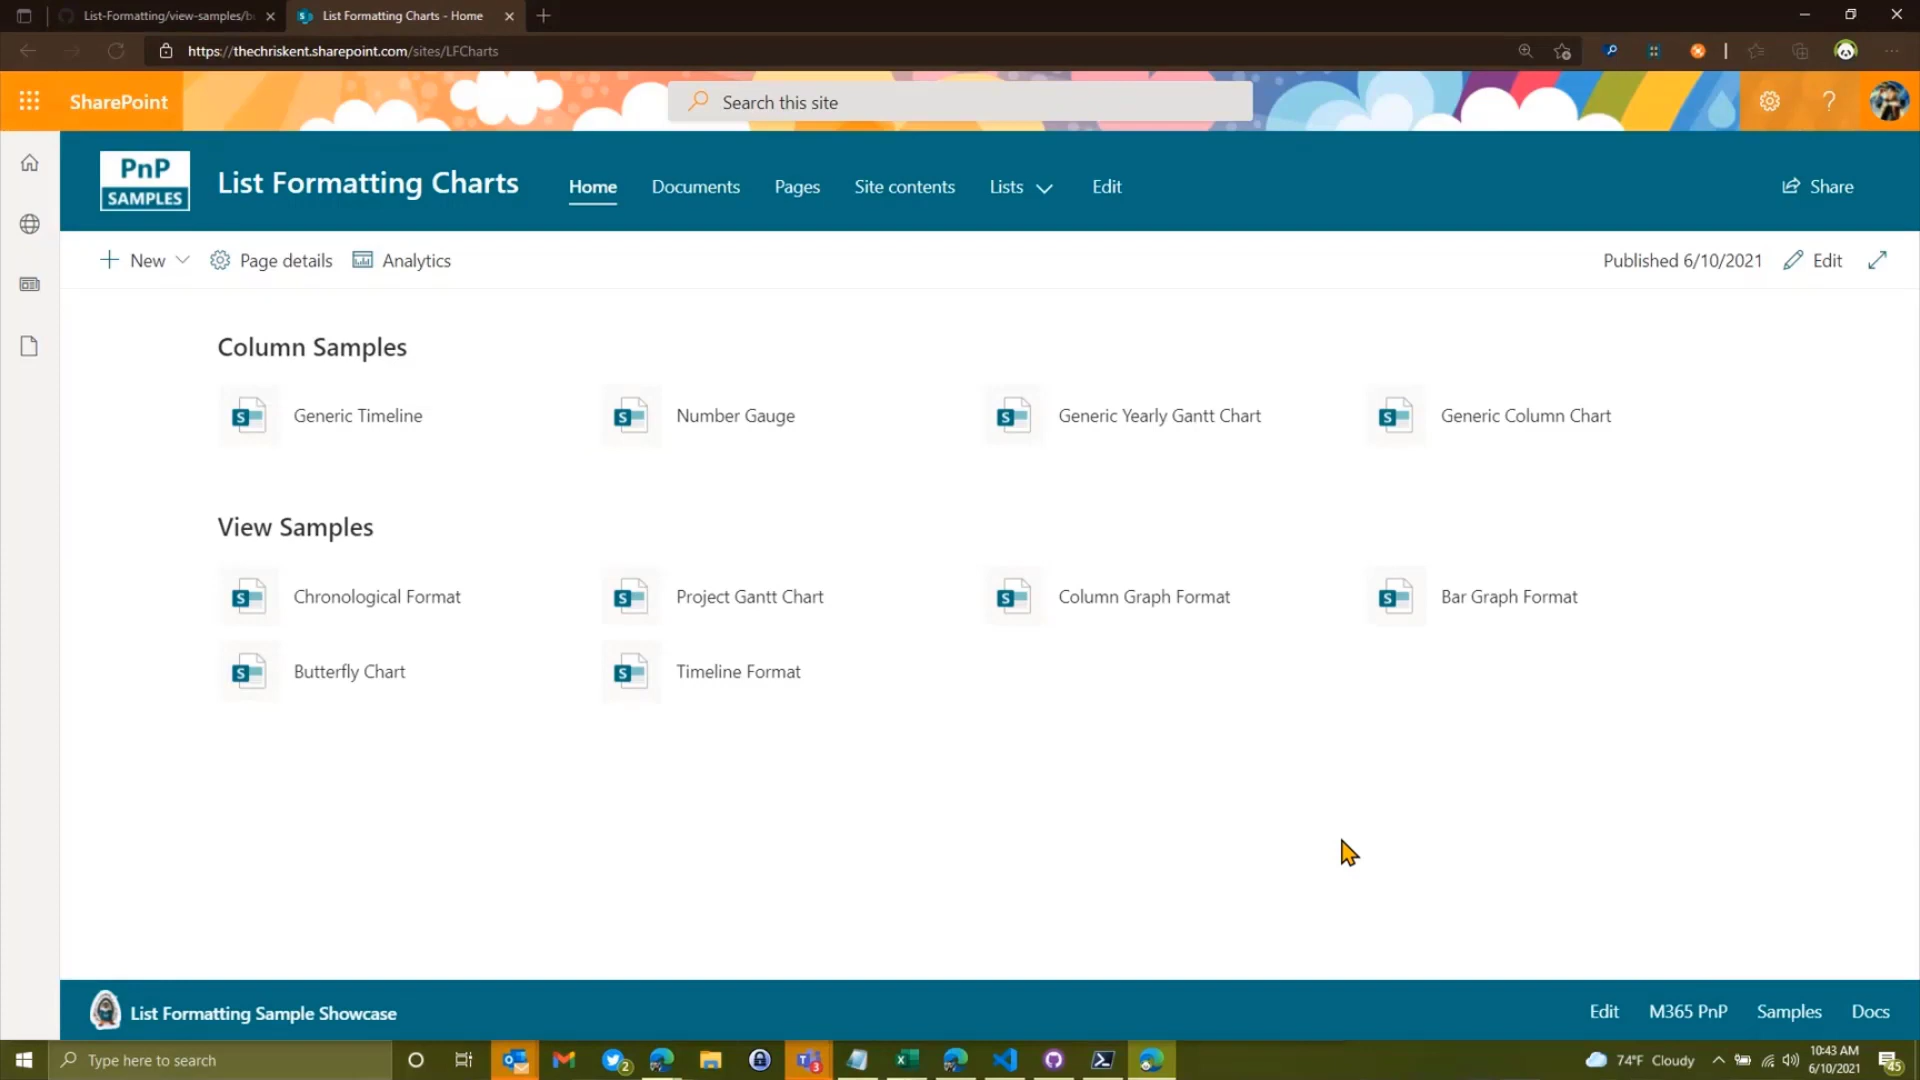 List-Formatting/view-samples/b
List Formatting Charts - Home
https://thechriskent.sharepoint.com/sites/LFCharts
SharePoint
Search this site
PnP
SAMPLES
List Formatting Charts
Home
Documents
Pages
Site contents
Lists
Edit
Share
New
Page details
Analytics
Published 6/10/2021
Edit
Column Samples
Generic Timeline
Number Gauge
Generic Yearly Gantt Chart
Generic Column Chart
View Samples
Chronological Format
Project Gantt Chart
Column Graph Format
Bar Graph Format
Butterfly Chart
Timeline Format
List Formatting Sample Showcase
Edit
M365 PnP
Samples
Docs
Type here to search
2
3
74°F Cloudy
10:43 AM
6/10/2021
45